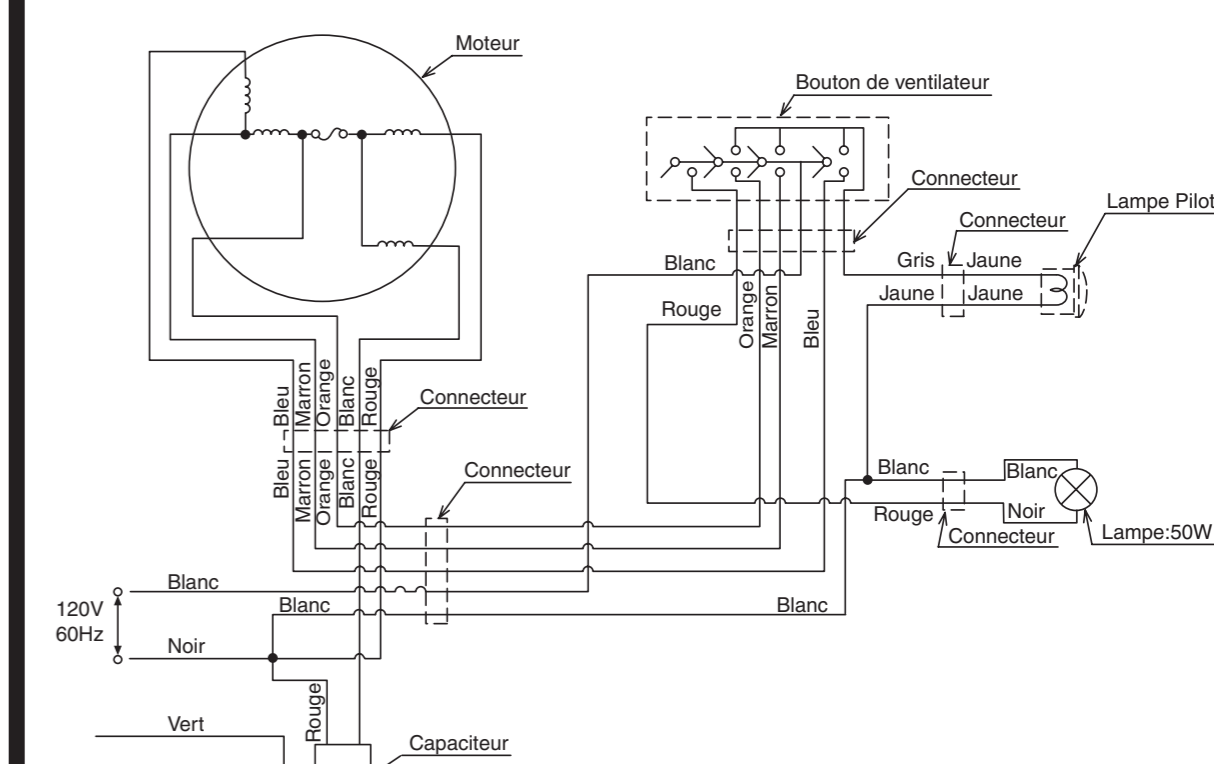 Moteur
Bouton de ventilateur
Connecteur
Connecteur
Lampe Pilot
Blanc
Gris
Jaune
Jaune
Jaune
Rouge
Orange
Marron
Bleu
Bleu
Marron
Orange
Blanc
Rouge
Connecteur
Bleu
Marron
Orange
Blanc
Rouge
Connecteur
Blanc
Blanc
Rouge
Noir
Connecteur
Lampe:50W
120V
60Hz
Blanc
Blanc
Blanc
Noir
Rouge
Vert
Capaciteur